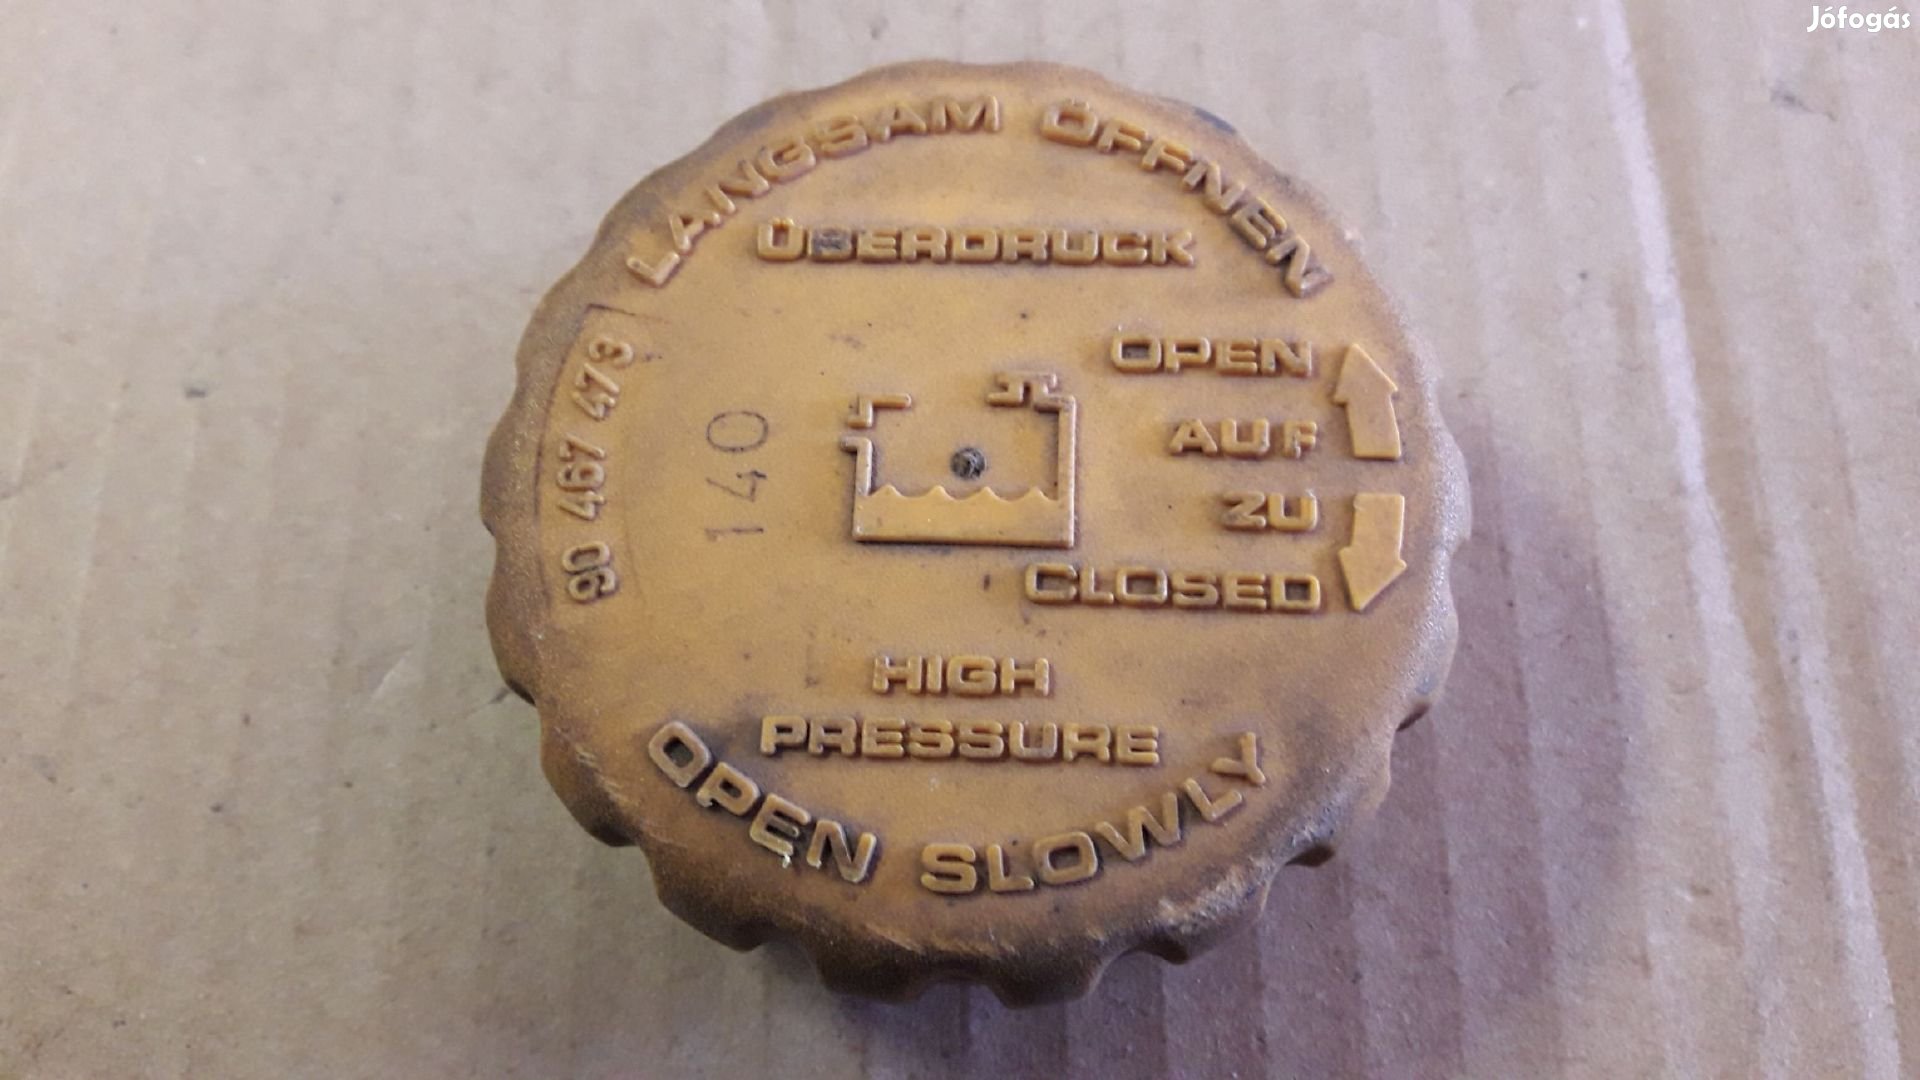 Jófogás
LANGSAM ÖFFNEN
ÜBERDRUCK
90 467 473
140
OPEN
AUF
ZU
CLOSED
HIGH
PRESSURE
OPEN SLOWLY